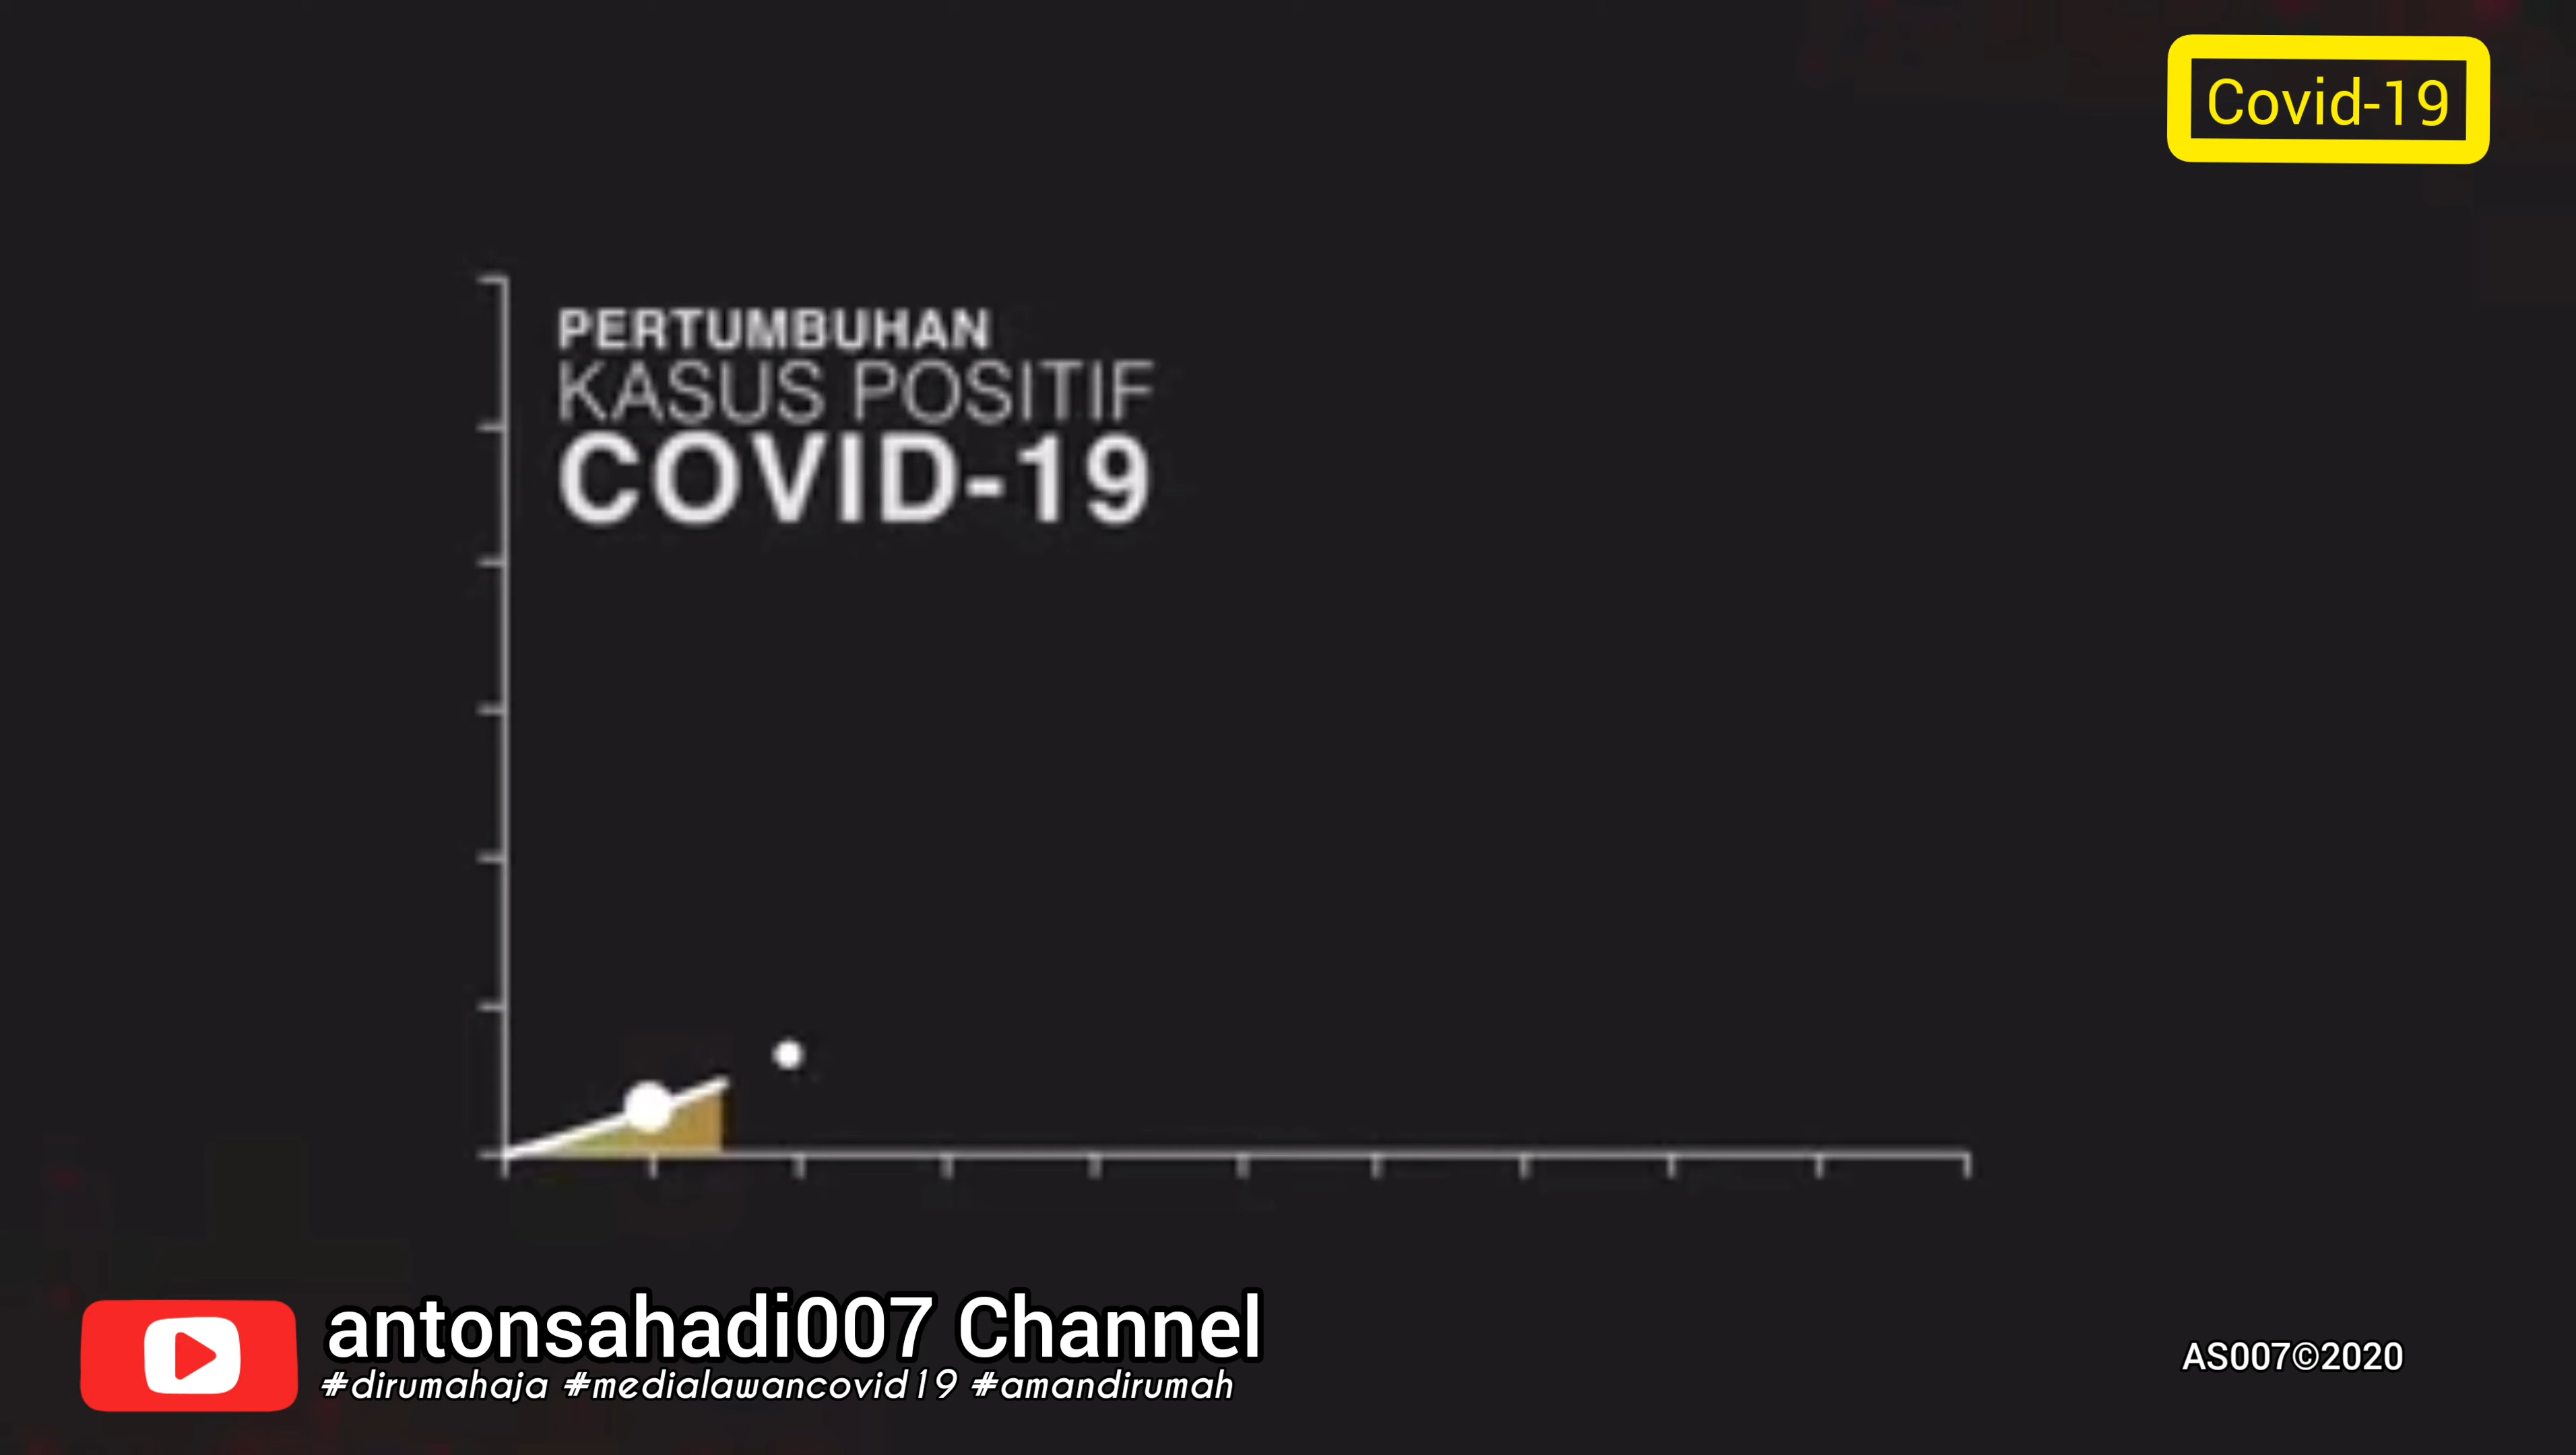 Covid-19
PERTUMBUHAN
KASUS POSITIF
COVID-19
antonsahadi007 Channel
#dirumahaja #medialawancovid19 #amandirumah
AS007©2020